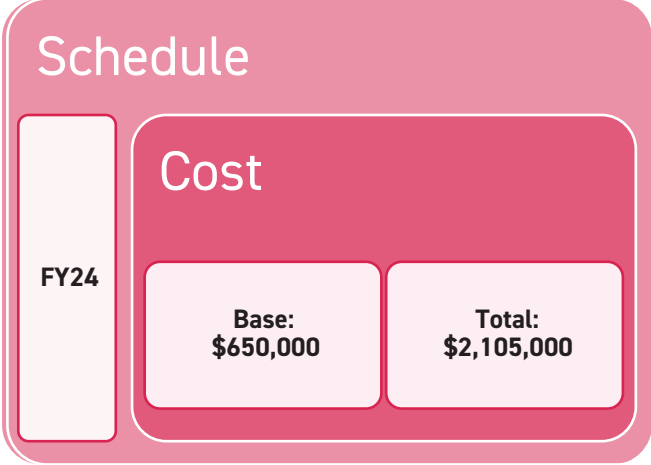 Schedule
FY24
Cost
Base:
$650,000
Total:
$2,105,000